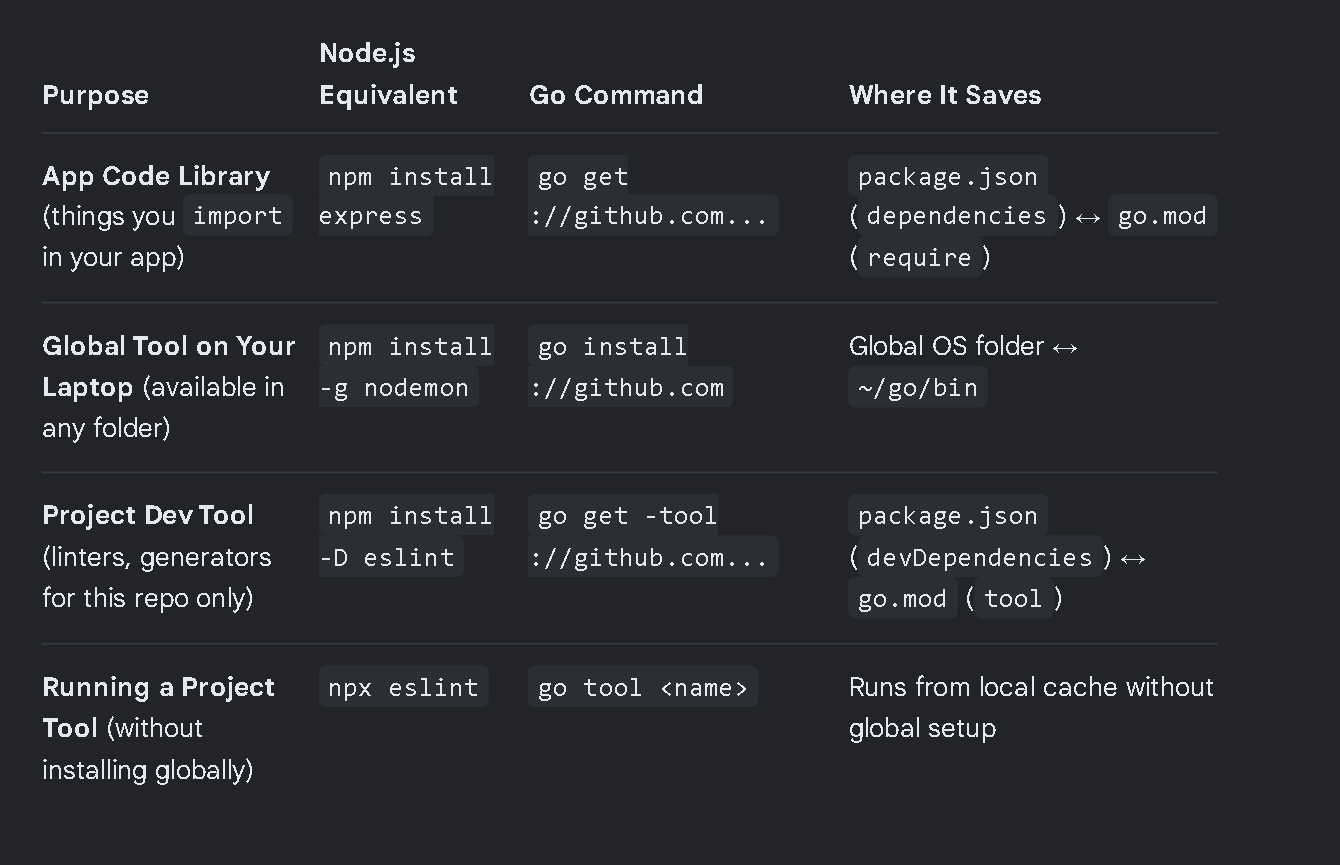 Purpose
Node.js
Equivalent
Go Command
Where It Saves
App Code Library
(things you import
in your app)
npm install
express
go get
://github.com...
package.json
(dependencies) ↔ go.mod
(require)
Global Tool on Your
Laptop (available in
any folder)
npm install
-g nodemon
go install
://github.com
Global OS folder ↔
~/go/bin
Project Dev Tool
(linters, generators
for this repo only)
npm install
-D eslint
go get -tool
://github.com...
package.json
(devDependencies) ↔
go.mod (tool)
Running a Project
Tool (without
installing globally)
npx eslint
go tool <name>
Runs from local cache without
global setup